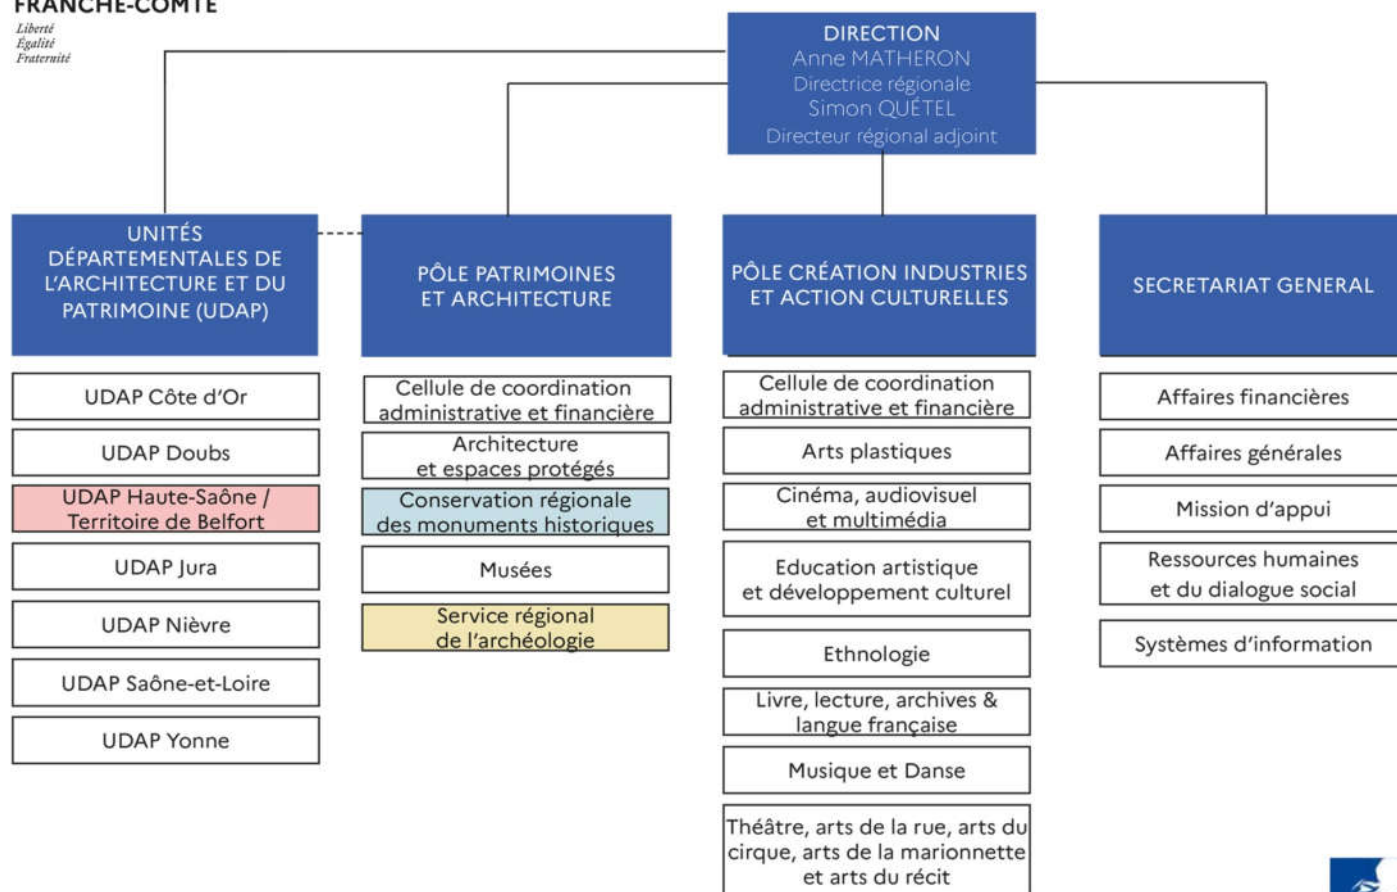 FRANCHE-COMTÉ
Liberté
Égalité
Fraternité
DIRECTION
Anne MATHERON
Directrice régionale
Simon QUÉTEL
Directeur régional adjoint
UNITÉS
DÉPARTEMENTALES DE
L'ARCHITECTURE ET DU
PATRIMOINE (UDAP)
UDAP Côte d'Or
UDAP Doubs
UDAP Haute-Saône /
Territoire de Belfort
UDAP Jura
UDAP Nièvre
UDAP Saône-et-Loire
UDAP Yonne
PÔLE PATRIMOINES
ET ARCHITECTURE
Cellule de coordination
administrative et financière
Architecture
et espaces protégés
Conservation régionale
des monuments historiques
Musées
Service régional
de l'archéologie
PÔLE CRÉATION INDUSTRIES
ET ACTION CULTURELLES
Cellule de coordination
administrative et financière
Arts plastiques
Cinéma, audiovisuel
et multimédia
Education artistique
et développement culturel
Ethnologie
Livre, lecture, archives &
langue française
Musique et Danse
Théâtre, arts de la rue, arts du
cirque, arts de la marionnette
et arts du récit
SECRETARIAT GENERAL
Affaires financières
Affaires générales
Mission d'appui
Ressources humaines
et du dialogue social
Systèmes d'information